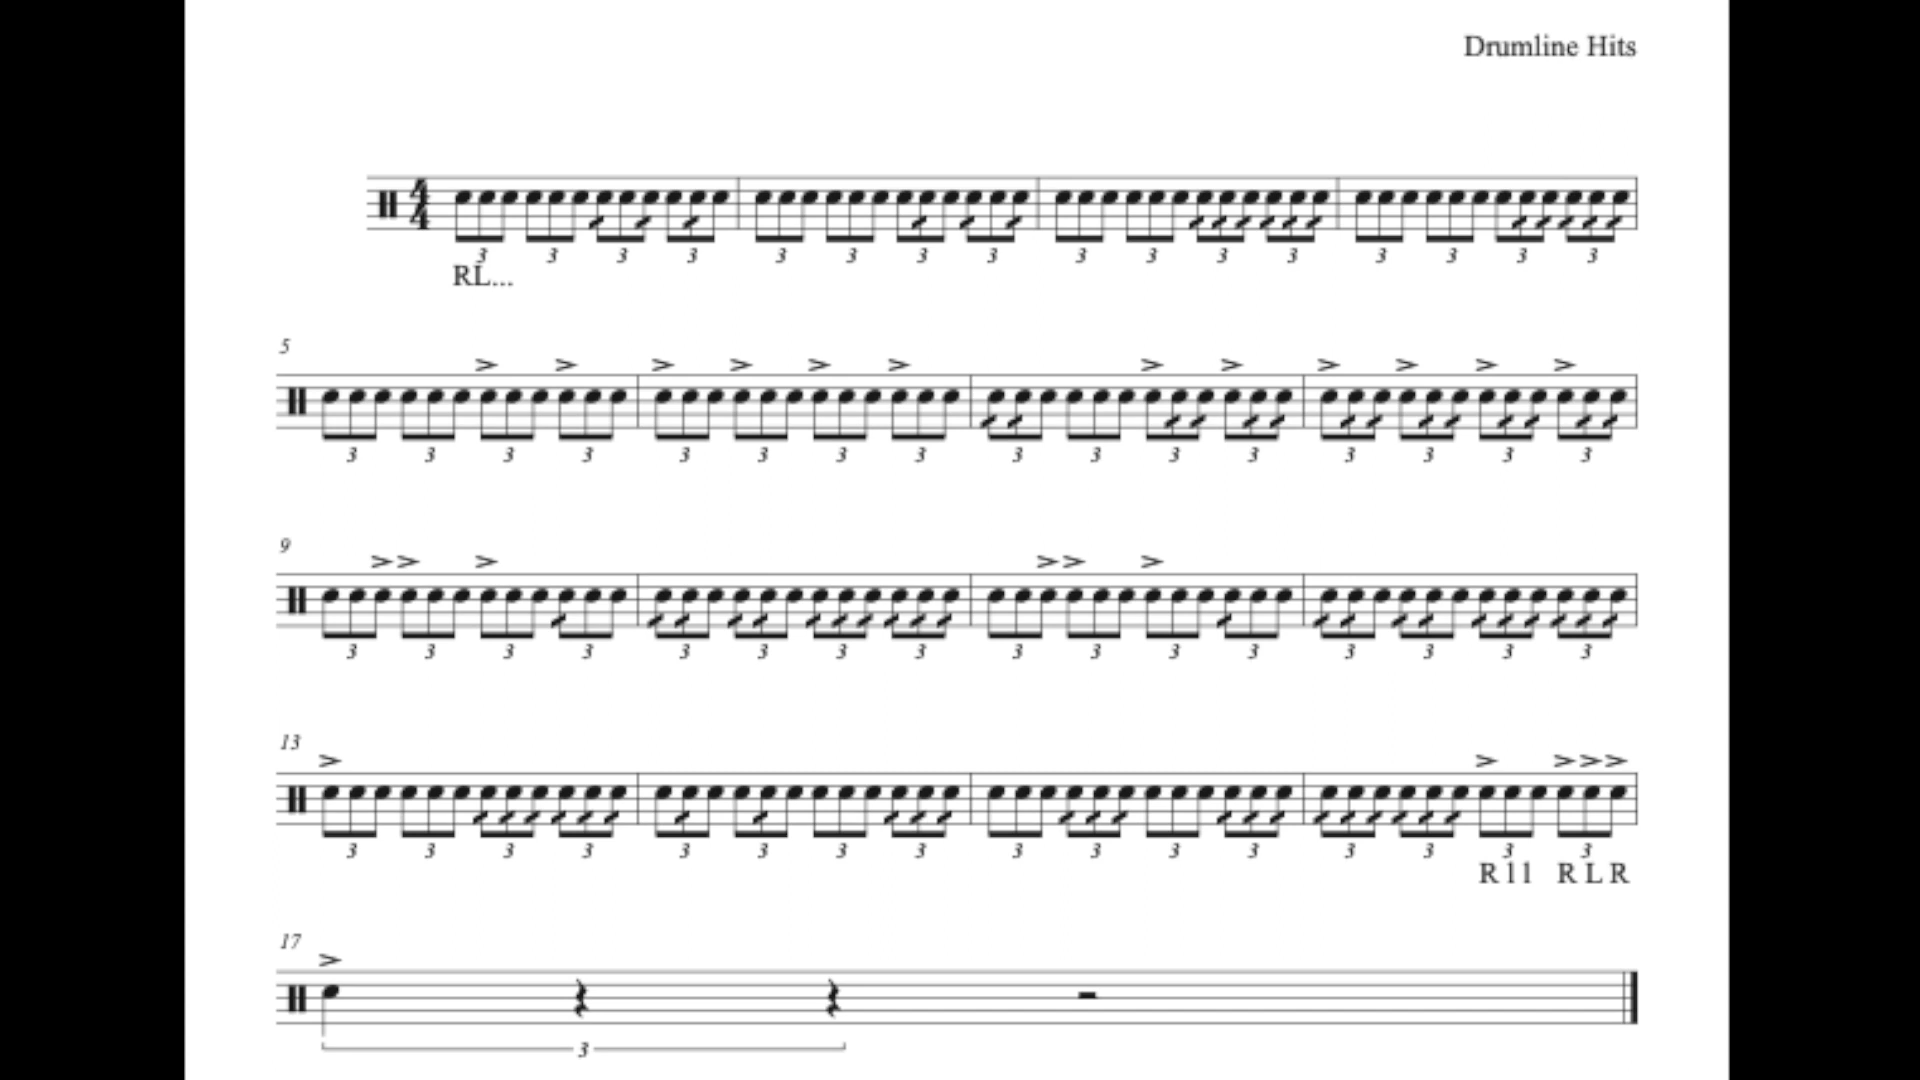 Drumline Hits
3 3 3 3 3 3 3 3 3 3 3 3 3 3 3 3
RL...
5
3 3 3 3 3 3 3 3 3 3 3 3 3 3 3 3
9
3 3 3 3 3 3 3 3 3 3 3 3 3 3 3 3
13
3 3 3 3 3 3 3 3 3 3 3 3 3 3 3 3
R l l R L R
17
3